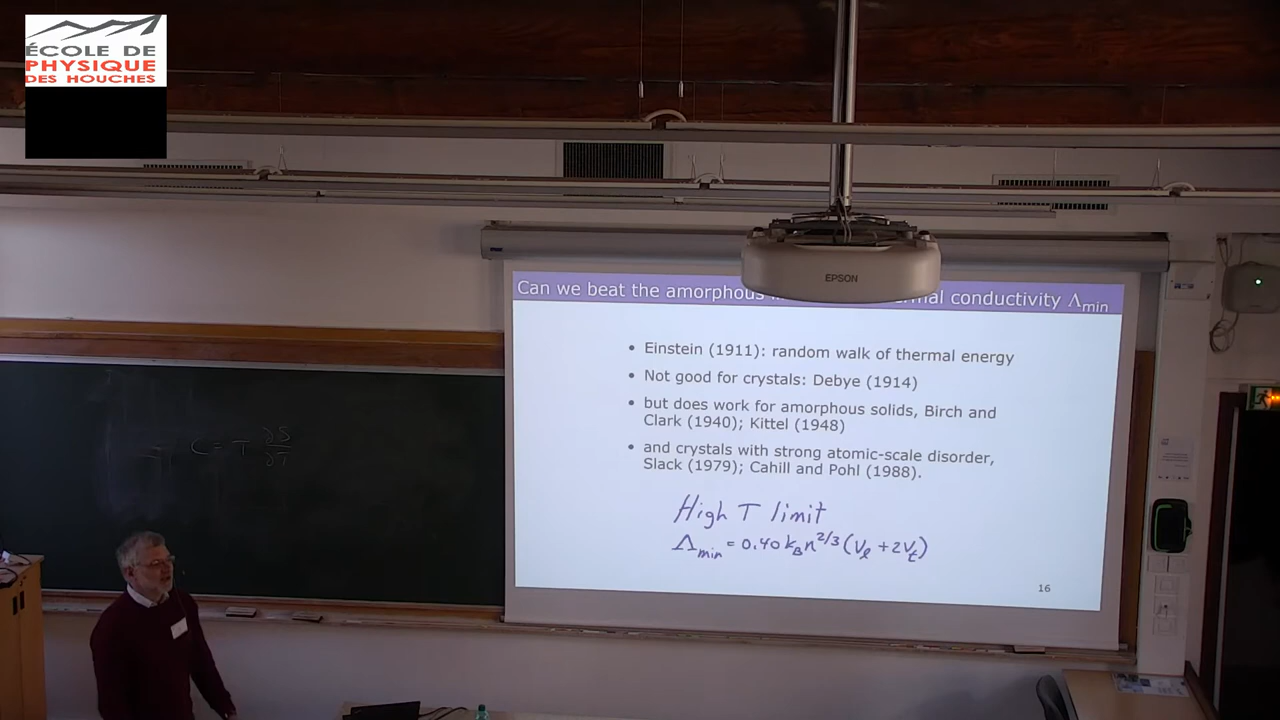 ÉCOLE DE
PHYSIQUE
DES HOUCHES
EPSON
Can we beat the amorphous
thermal conductivity Λmin
• Einstein (1911): random walk of thermal energy
• Not good for crystals: Debye (1914)
• but does work for amorphous solids, Birch and
Clark (1940); Kittel (1948)
• and crystals with strong atomic-scale disorder,
Slack (1979); Cahill and Pohl (1988).
High T limit
Λmin = 0.40 kB n^2/3 (vℓ + 2vt)
16
C = T ∂S
∂T